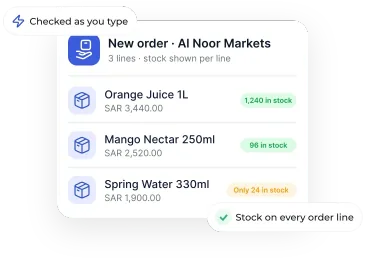 Checked as you type
New order · Al Noor Markets
3 lines · stock shown per line
Orange Juice 1L
SAR 3,440.00
1,240 in stock
Mango Nectar 250ml
SAR 2,520.00
96 in stock
Spring Water 330ml
SAR 1,900.00
Only 24 in stock
Stock on every order line